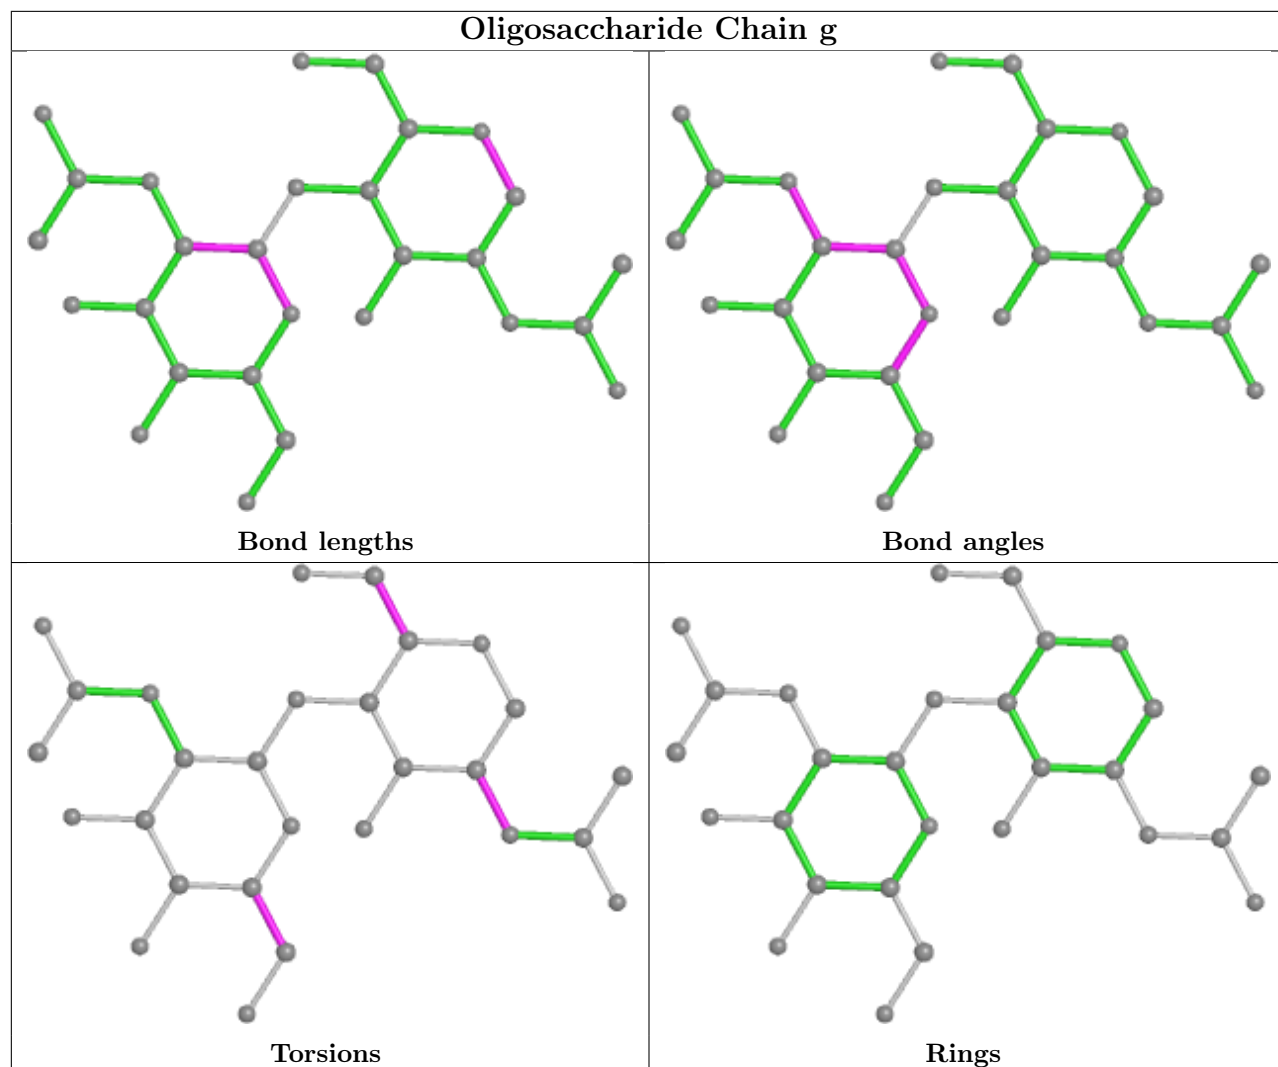 Oligosaccharide Chain g
Bond lengths
Bond angles
Torsions
Rings